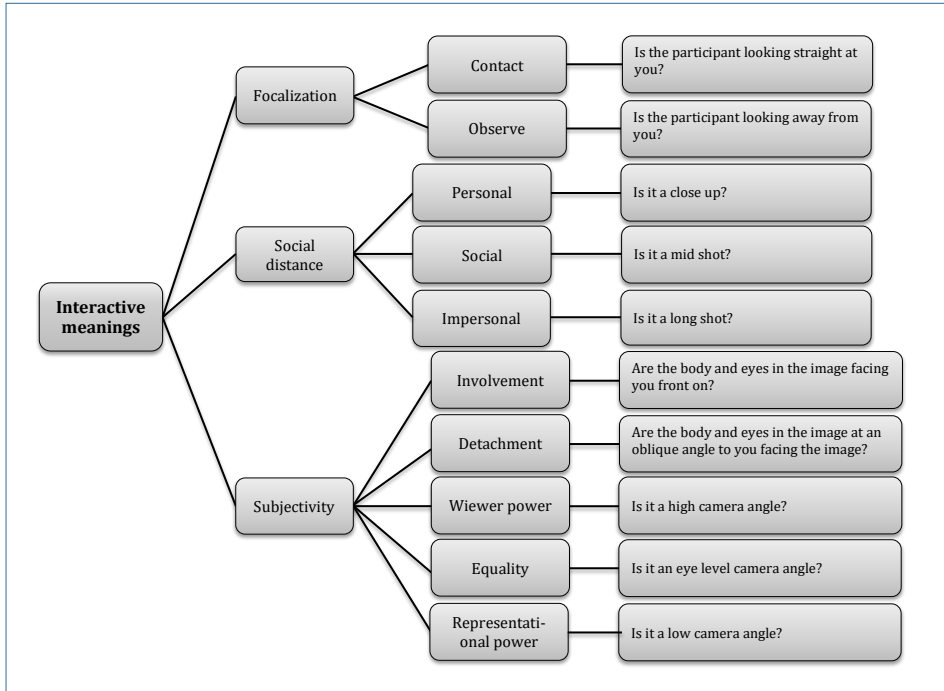 Interactive
meanings
Focalization
Contact
Is the participant looking straight at
you?
Observe
Is the participant looking away from
you?
Social
distance
Personal
Is it a close up?
Social
Is it a mid shot?
Impersonal
Is it a long shot?
Subjectivity
Involvement
Are the body and eyes in the image facing
you front on?
Detachment
Are the body and eyes in the image at an
oblique angle to you facing the image?
Wiewer power
Is it a high camera angle?
Equality
Is it an eye level camera angle?
Representati-
onal power
Is it a low camera angle?